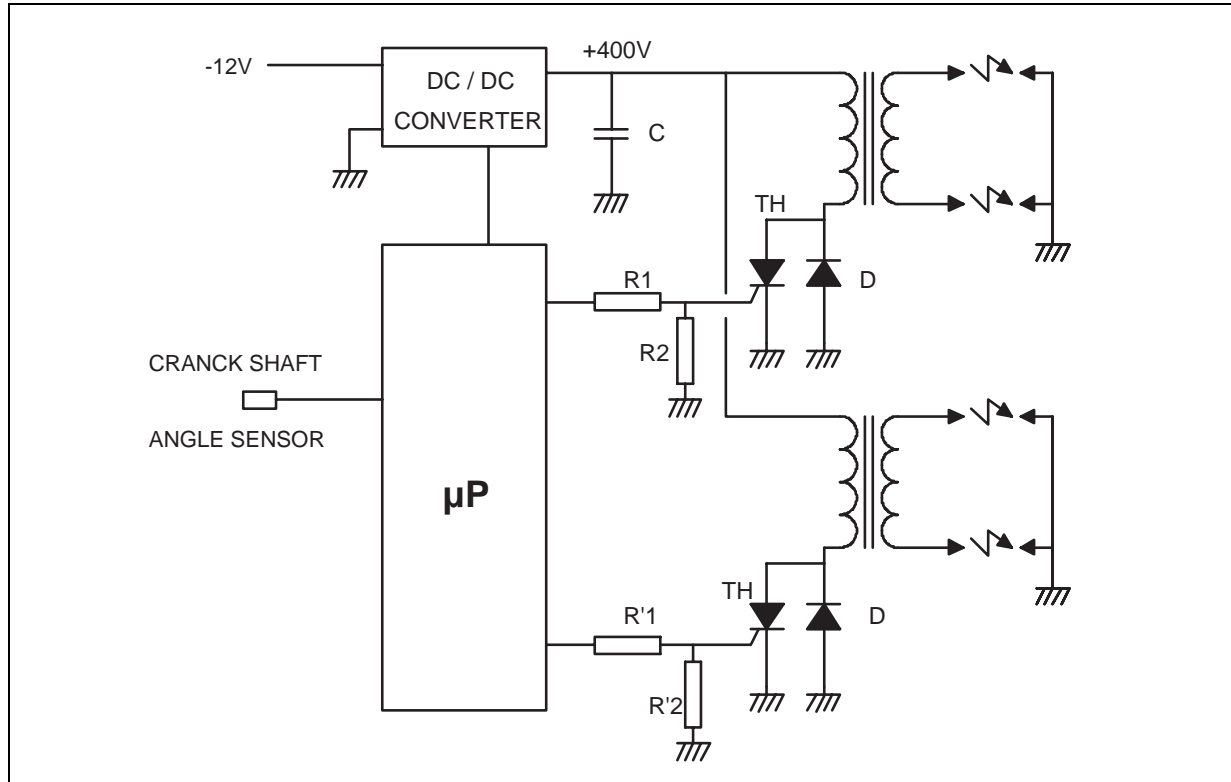 +400V
-12V
DC / DC
CONVERTER
C
TH
D
R1
R2
CRANCK SHAFT
ANGLE SENSOR
µP
TH
D
R'1
R'2